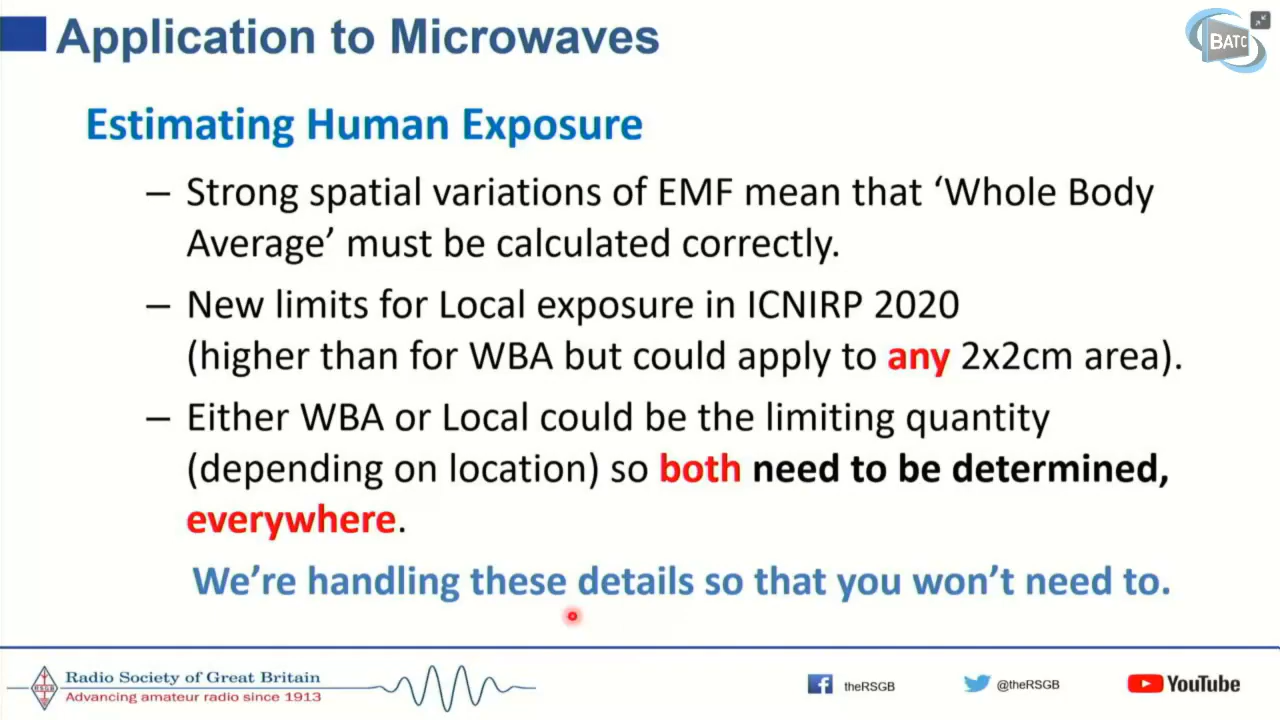 Application to Microwaves
BATC
Estimating Human Exposure
– Strong spatial variations of EMF mean that ‘Whole Body
Average’ must be calculated correctly.
– New limits for Local exposure in ICNIRP 2020
(higher than for WBA but could apply to any 2x2cm area).
– Either WBA or Local could be the limiting quantity
(depending on location) so both need to be determined,
everywhere.
We’re handling these details so that you won’t need to.
RSGB
Radio Society of Great Britain
Advancing amateur radio since 1913
theRSGB
@theRSGB
YouTube